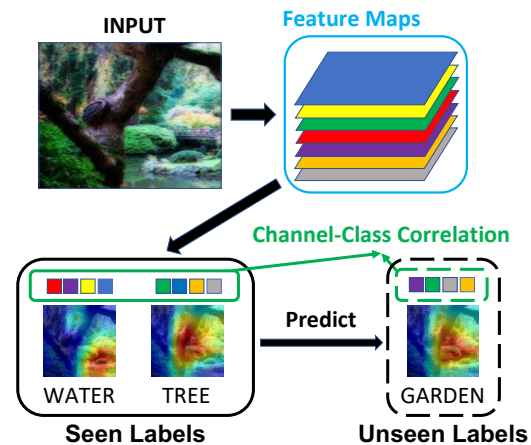 INPUT
Feature Maps
Channel-Class Correlation
Predict
WATER
TREE
GARDEN
Seen Labels
Unseen Labels